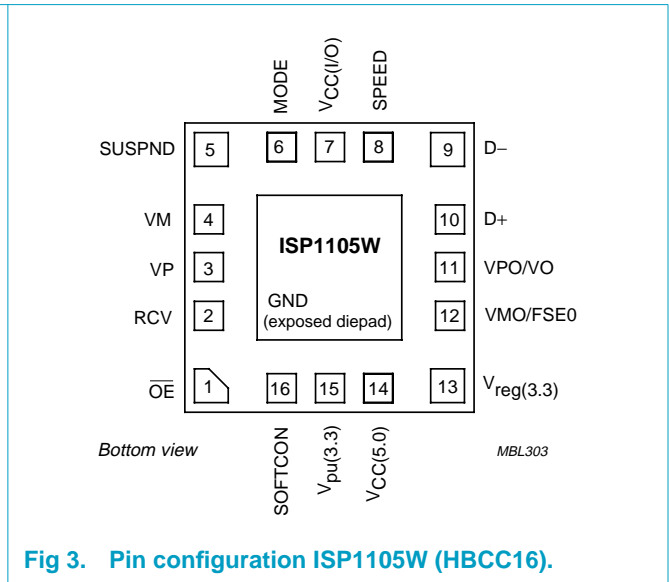 MODE
VCC(I/O)
SPEED
SUSPND 5 6 7 8 9 D−
VM 4 10 D+
ISP1105W
VP 3 11 VPO/VO
GND
(exposed diepad)
RCV 2 12 VMO/FSE0
OE 1 16 15 14 13 Vreg(3.3)
Bottom view
MBL303
SOFTCON
Vpu(3.3)
VCC(5.0)
Fig 3. Pin configuration ISP1105W (HBCC16).